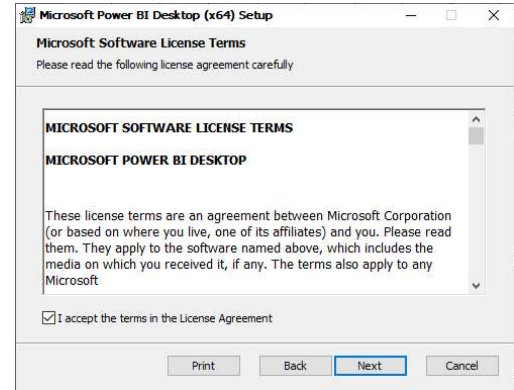 Microsoft Power BI Desktop (x64) Setup
Microsoft Software License Terms
Please read the following license agreement carefully
MICROSOFT SOFTWARE LICENSE TERMS
MICROSOFT POWER BI DESKTOP
These license terms are an agreement between Microsoft Corporation
(or based on where you live, one of its affiliates) and you. Please read
them. They apply to the software named above, which includes the
media on which you received it, if any. The terms also apply to any
Microsoft
I accept the terms in the License Agreement
Print Back Next Cancel